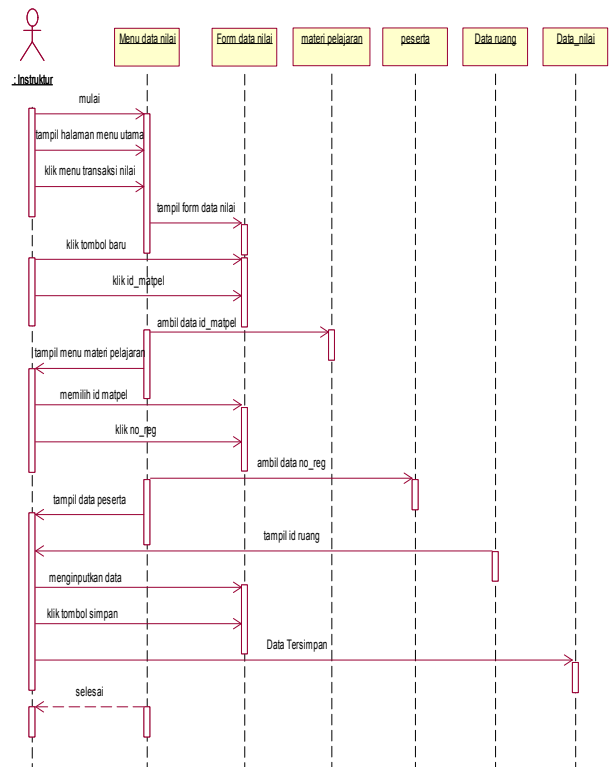 Menu data nilai
Form data nilai
materi pelajaran
peserta
Data ruang
Data_nilai
: Instruktur
mulai
tampil halaman menu utama
klik menu transaksi nilai
tampil form data nilai
klik tombol baru
klik id_matpel
ambil data id_matpel
tampil menu materi pelajaran
memilih id matpel
klik no_reg
ambil data no_reg
tampil data peserta
tampil id ruang
menginputkan data
klik tombol simpan
Data Tersimpan
selesai